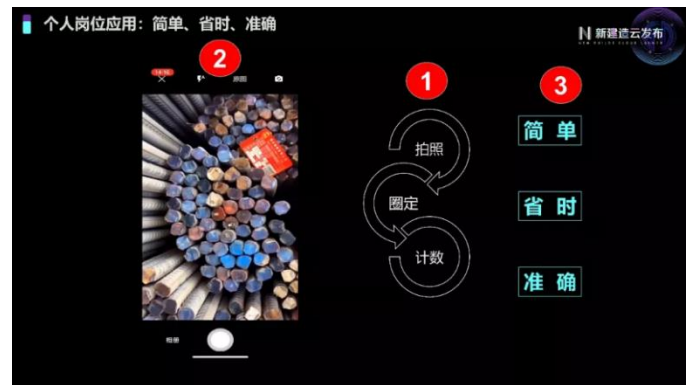 个人岗位应用：简单、省时、准确
新建造云发布
2
1
3
原图
拍照
圈定
计数
简单
省时
准确
相册